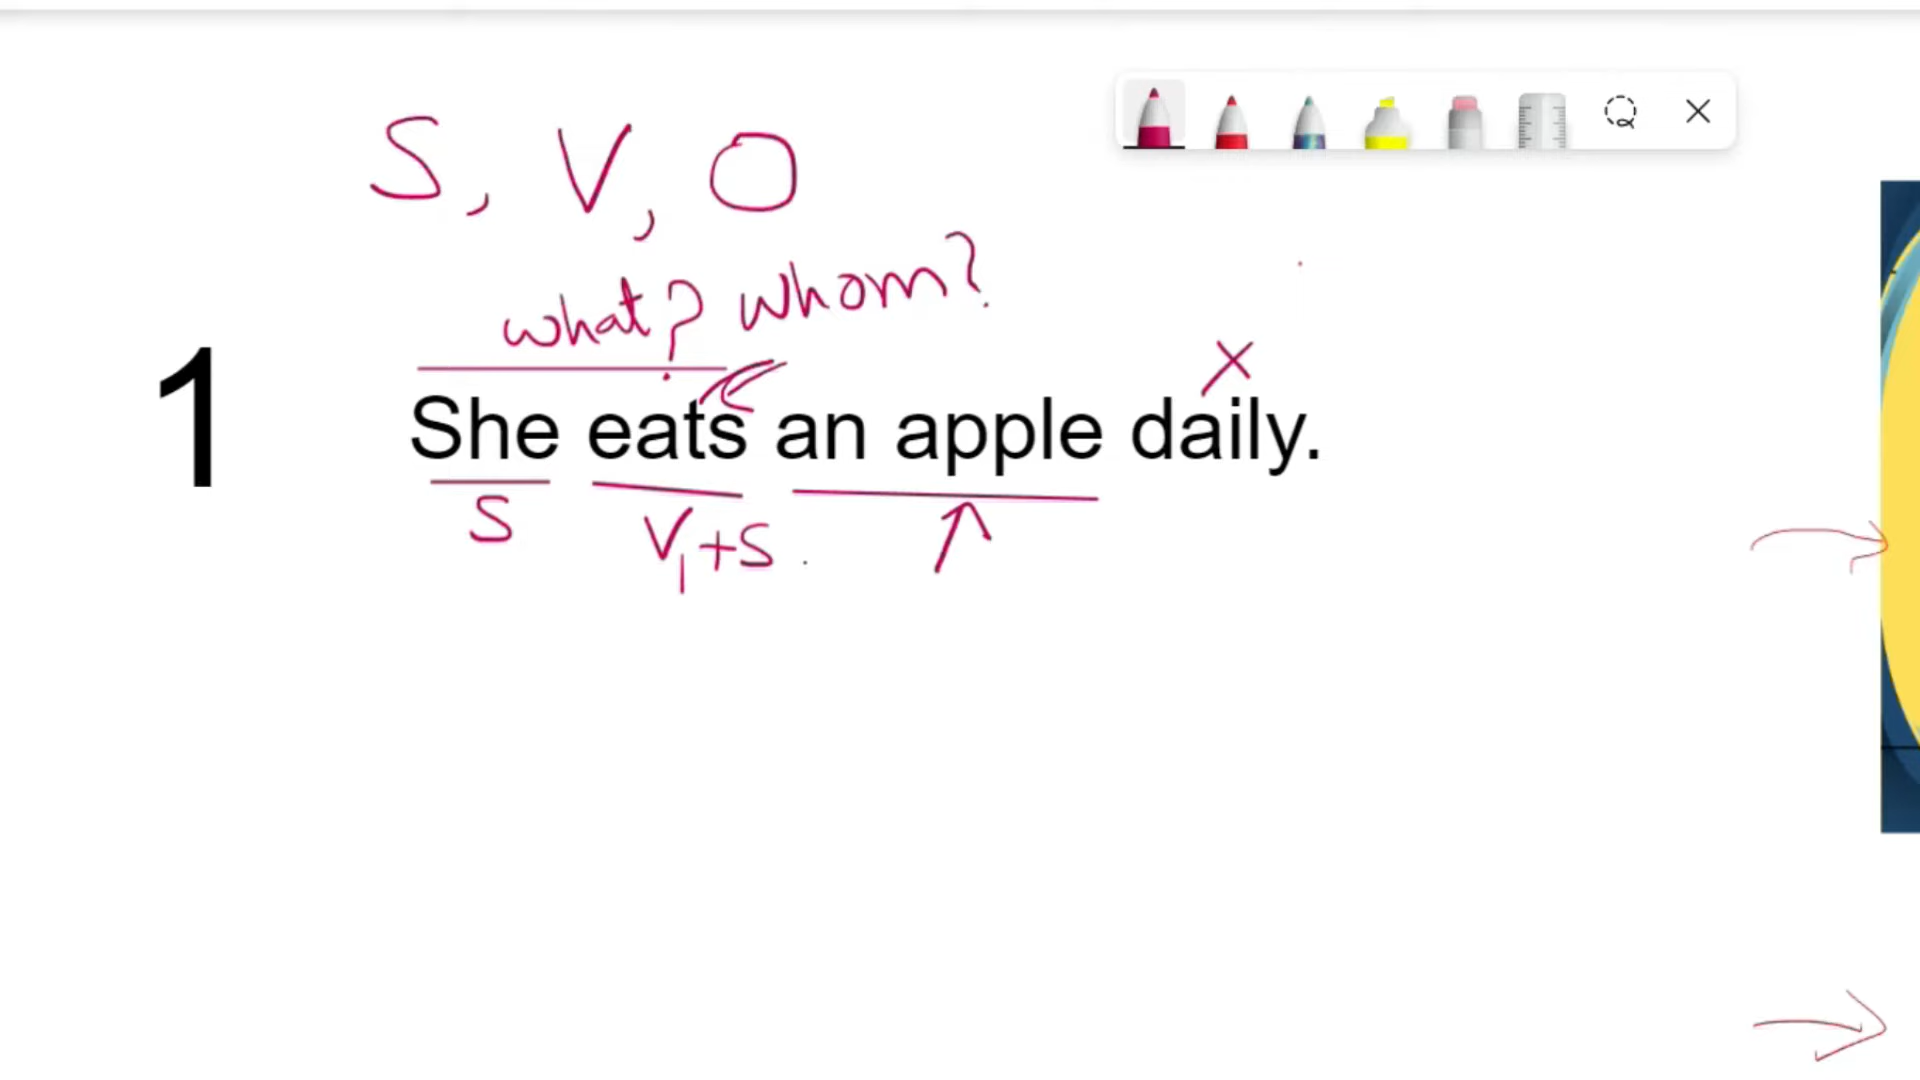 S, V, O
what? whom?
1
She eats an apple daily.
S V1+S